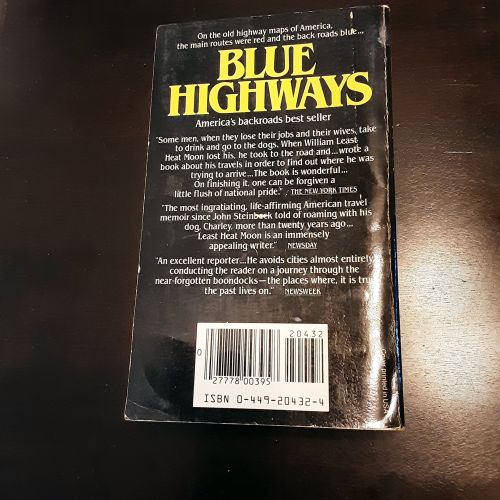 On the old highway maps of America,
the main routes were red and the back roads blue...
BLUE
HIGHWAYS
America's backroads best seller
"Some men, when they lose their jobs and their wives, take
to drink and go to the dogs. When William Least
Heat Moon lost his, he took to the road and...wrote a
book about his travels in order to find out where he was
trying to arrive...The book is wonderful...
On finishing it, one can be forgiven a
little flush of national pride." THE NEW YORK TIMES
"The most ingratiating, life-affirming American travel
memoir since John Steinbeck told of roaming with his
dog, Charley, more than twenty years ago...
Least Heat Moon is an immensely
appealing writer." NEWSDAY
"An excellent reporter...He avoids cities almost entirely,
conducting the reader on a journey through the
near-forgotten boondocks—the places where, it is true,
the past lives on." NEWSWEEK
20432
0 27778 00395
ISBN 0-449-20432-4
Cover printed in USA